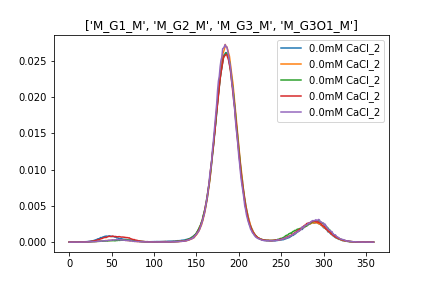 ['M_G1_M', 'M_G2_M', 'M_G3_M', 'M_G3O1_M']
0.025
0.020
0.015
0.010
0.005
0.000
0.0mM CaCl_2
0.0mM CaCl_2
0.0mM CaCl_2
0.0mM CaCl_2
0.0mM CaCl_2
0 50 100 150 200 250 300 350